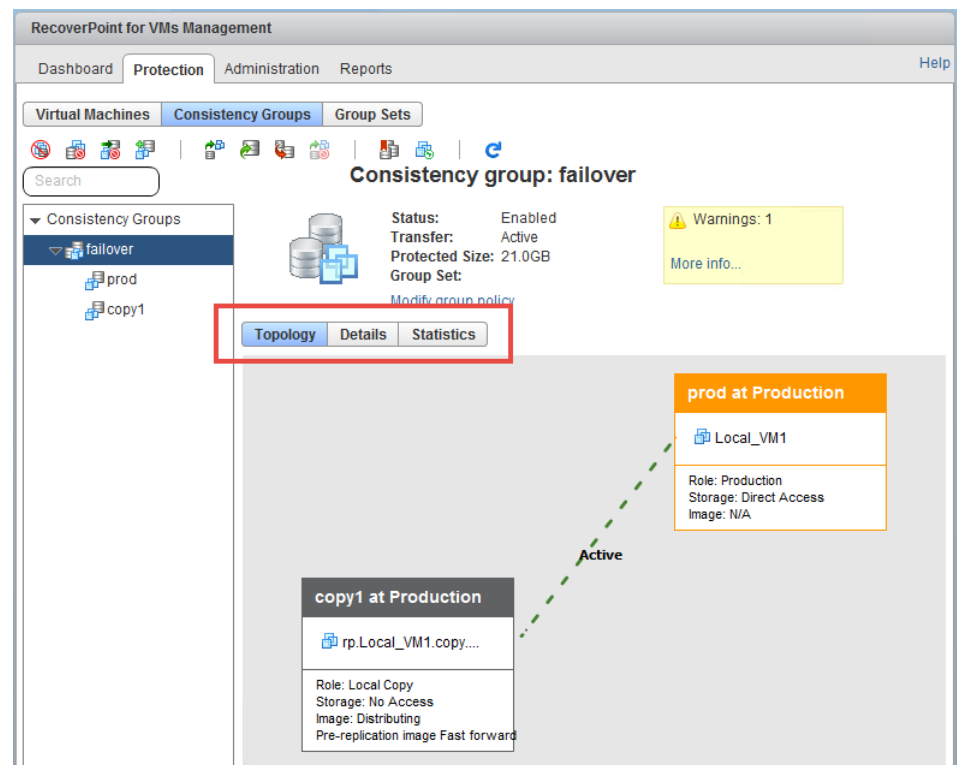 RecoverPoint for VMs Management
Dashboard Protection Administration Reports Help
Virtual Machines Consistency Groups Group Sets
Search
Consistency group: failover
Consistency Groups
failover
prod
copy1
Status: Enabled
Transfer: Active
Protected Size: 21.0GB
Group Set:
Modify group policy
Warnings: 1
More info...
Topology Details Statistics
prod at Production
Local_VM1
Role: Production
Storage: Direct Access
Image: N/A
Active
copy1 at Production
rp.Local_VM1.copy....
Role: Local Copy
Storage: No Access
Image: Distributing
Pre-replication image Fast forward